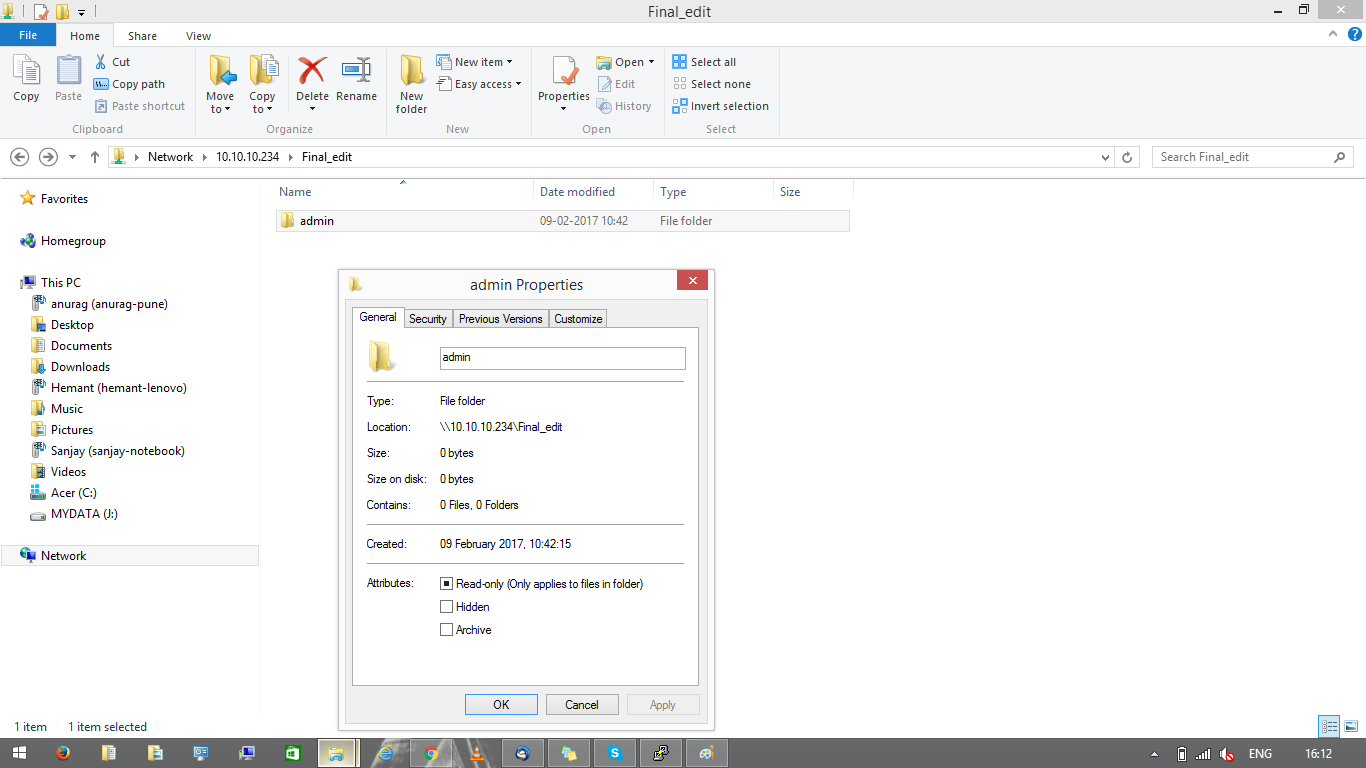 Final_edit
File Home Share View
Copy Paste Cut Copy path Paste shortcut Move to Copy to Delete Rename New folder New item Easy access Properties Open Edit History Select all Select none Invert selection
Clipboard Organize New Open Select
Network 10.10.10.234 Final_edit Search Final_edit
Name Date modified Type Size
admin 09-02-2017 10:42 File folder
Favorites
Homegroup
This PC
anurag (anurag-pune)
Desktop
Documents
Downloads
Hemant (hemant-lenovo)
Music
Pictures
Sanjay (sanjay-notebook)
Videos
Acer (C:)
MYDATA (J:)
Network
admin Properties
General Security Previous Versions Customize
admin
Type: File folder
Location: \\10.10.10.234\Final_edit
Size: 0 bytes
Size on disk: 0 bytes
Contains: 0 Files, 0 Folders
Created: 09 February 2017, 10:42:15
Attributes: Read-only (Only applies to files in folder)
Hidden
Archive
OK Cancel Apply
1 item 1 item selected
ENG 16:12